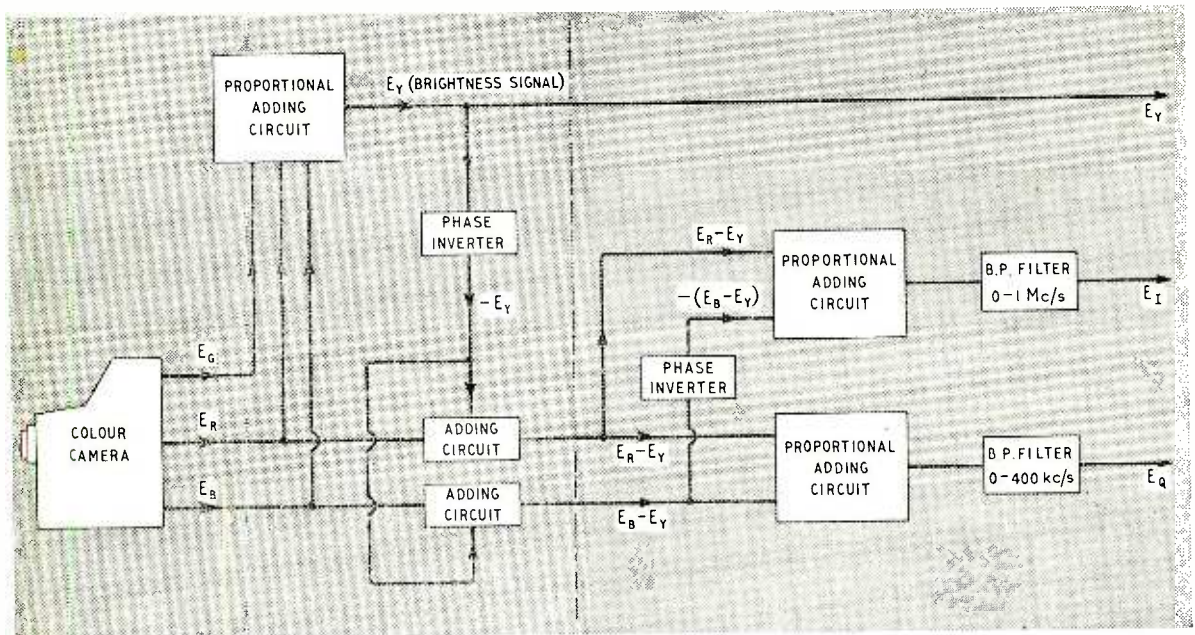 PROPORTIONAL
ADDING
CIRCUIT
E_Y (BRIGHTNESS SIGNAL)
E_Y
PHASE
INVERTER
-E_Y
E_R-E_Y
-(E_B-E_Y)
PROPORTIONAL
ADDING
CIRCUIT
B.P. FILTER
0-1 Mc/s
E_I
PHASE
INVERTER
E_G
E_R
E_B
COLOUR
CAMERA
ADDING
CIRCUIT
E_R-E_Y
ADDING
CIRCUIT
E_B-E_Y
PROPORTIONAL
ADDING
CIRCUIT
B.P. FILTER
0-400 kc/s
E_Q